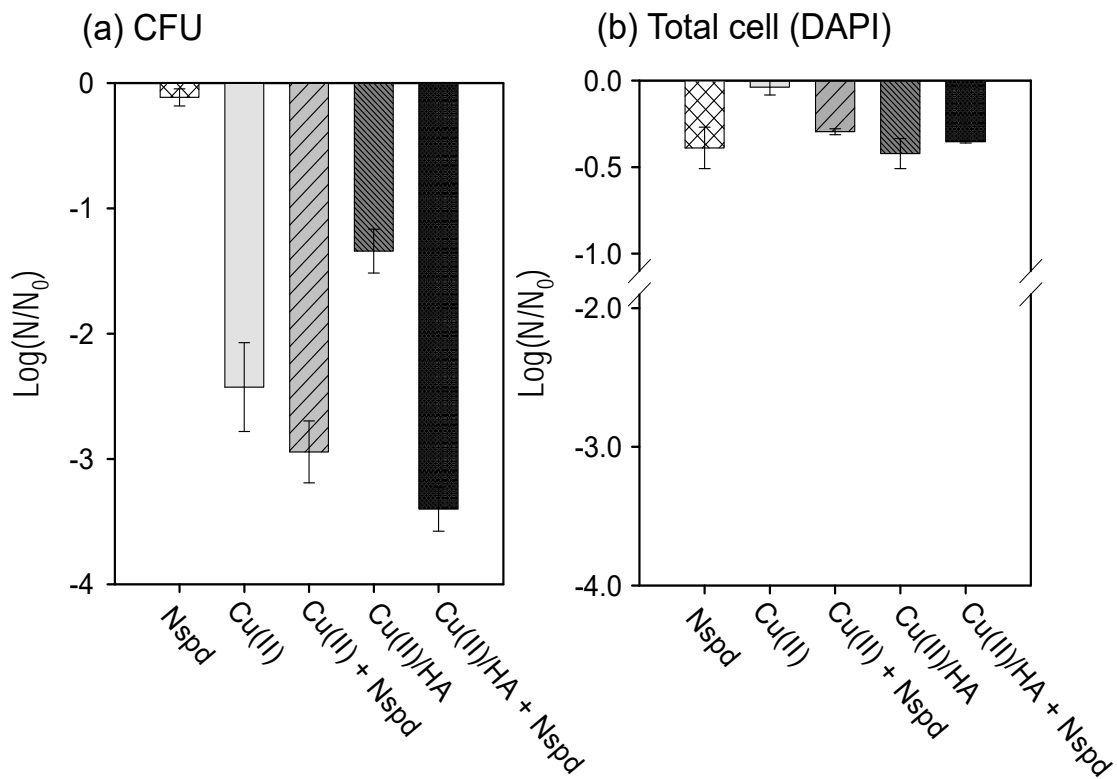 (a) CFU
0
-1
-2
-3
-4
Log(N/N₀)
Nspd
Cu(II)
Cu(II) + Nspd
Cu(II)/HA
Cu(II)/HA + Nspd
(b) Total cell (DAPI)
0.0
-0.5
-1.0
-2.0
-3.0
-4.0
Log(N/N₀)
Nspd
Cu(II)
Cu(II) + Nspd
Cu(II)/HA
Cu(II)/HA + Nspd